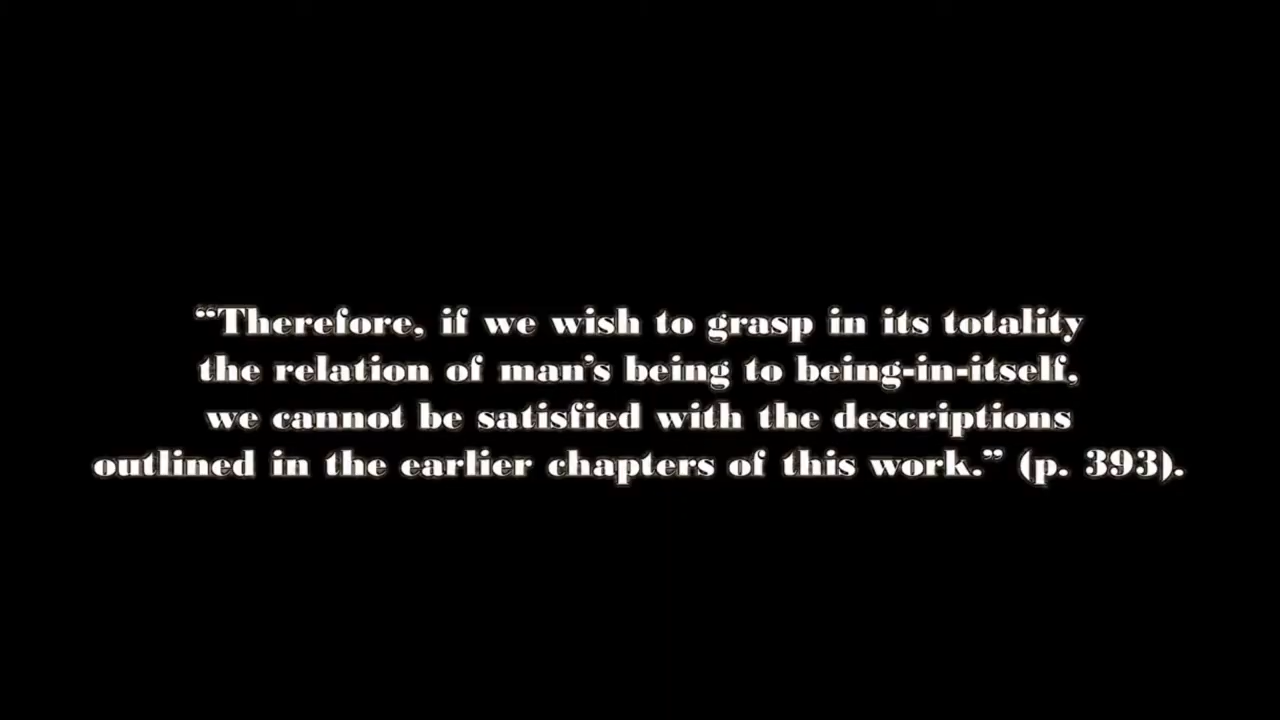 “Therefore, if we wish to grasp in its totality
the relation of man’s being to being-in-itself,
we cannot be satisfied with the descriptions
outlined in the earlier chapters of this work.” (p. 393).